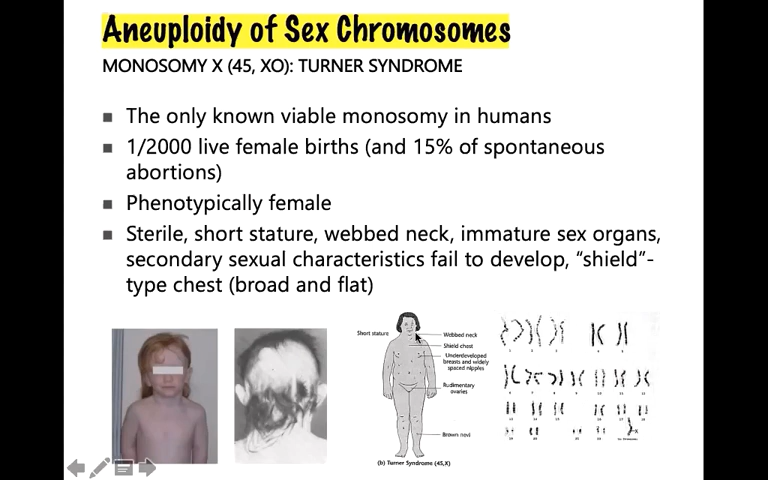 Aneuploidy of Sex Chromosomes
MONOSOMY X (45, XO): TURNER SYNDROME
The only known viable monosomy in humans
1/2000 live female births (and 15% of spontaneous
abortions)
Phenotypically female
Sterile, short stature, webbed neck, immature sex organs,
secondary sexual characteristics fail to develop, “shield”-
type chest (broad and flat)
Short stature
Webbed neck
Shield chest
Underdeveloped
breasts and widely
spaced nipples
Rudimentary
ovaries
Brown nevi
(b) Turner Syndrome (45,X)